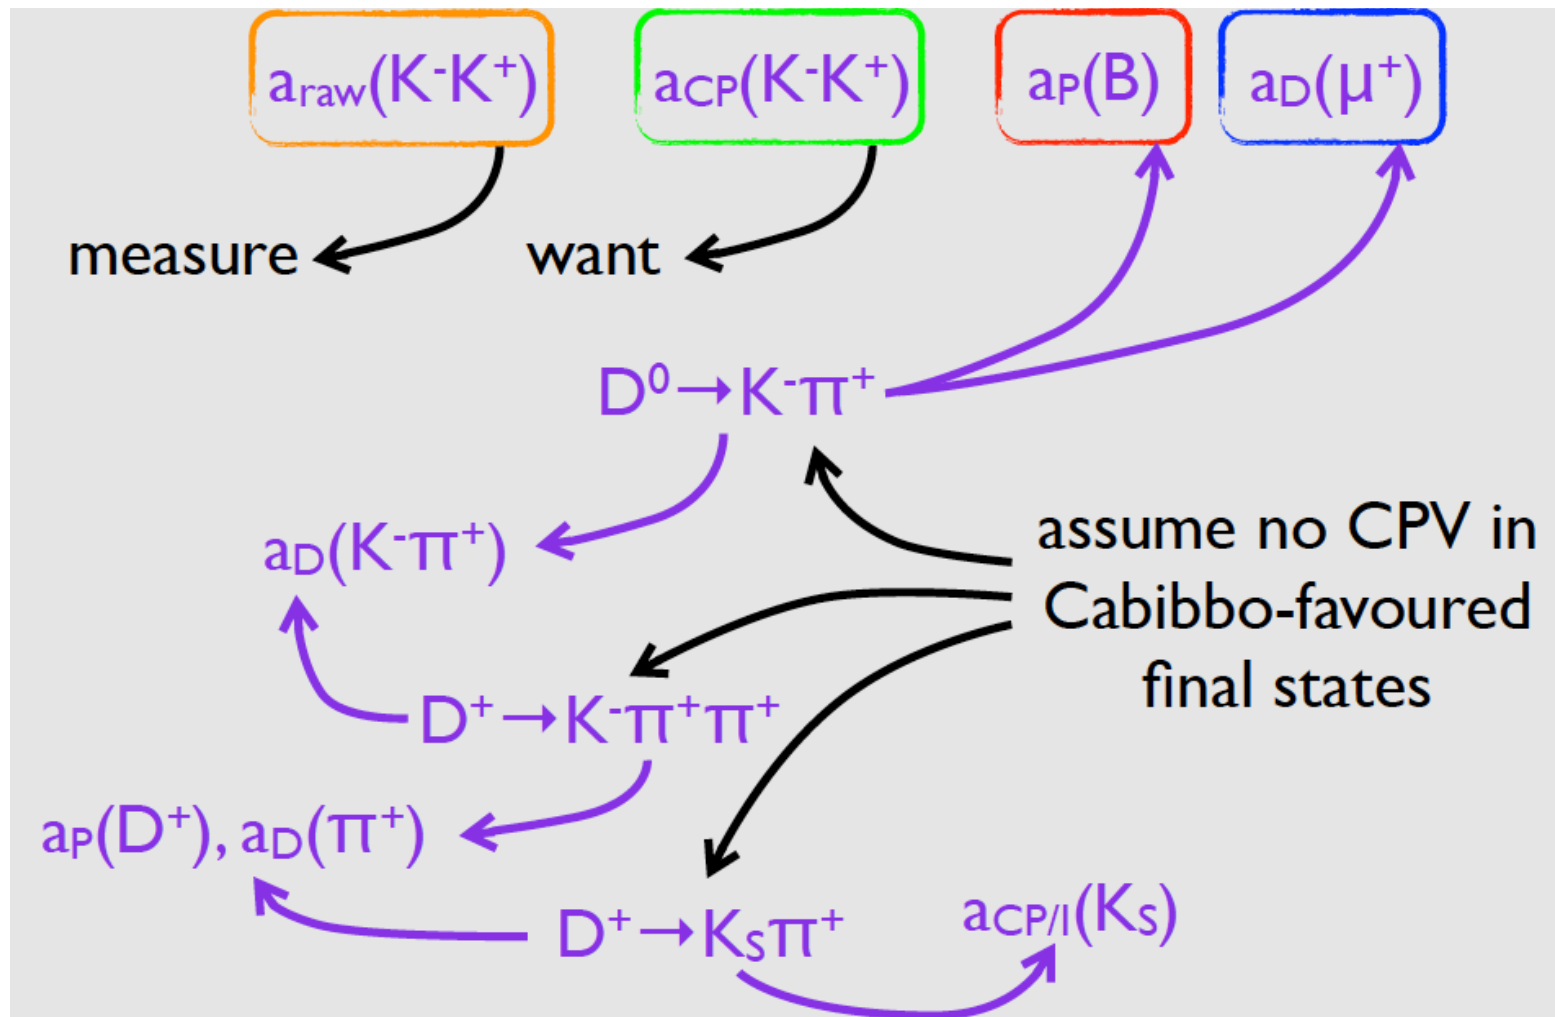 a_raw(K⁻K⁺) a_CP(K⁻K⁺) a_P(B) a_D(μ⁺)
measure want
D⁰→K⁻π⁺
a_D(K⁻π⁺)
assume no CPV in
Cabibbo-favoured
final states
D⁺→K⁻π⁺π⁺
a_P(D⁺), a_D(π⁺)
D⁺→K_Sπ⁺
a_CP/I(K_S)